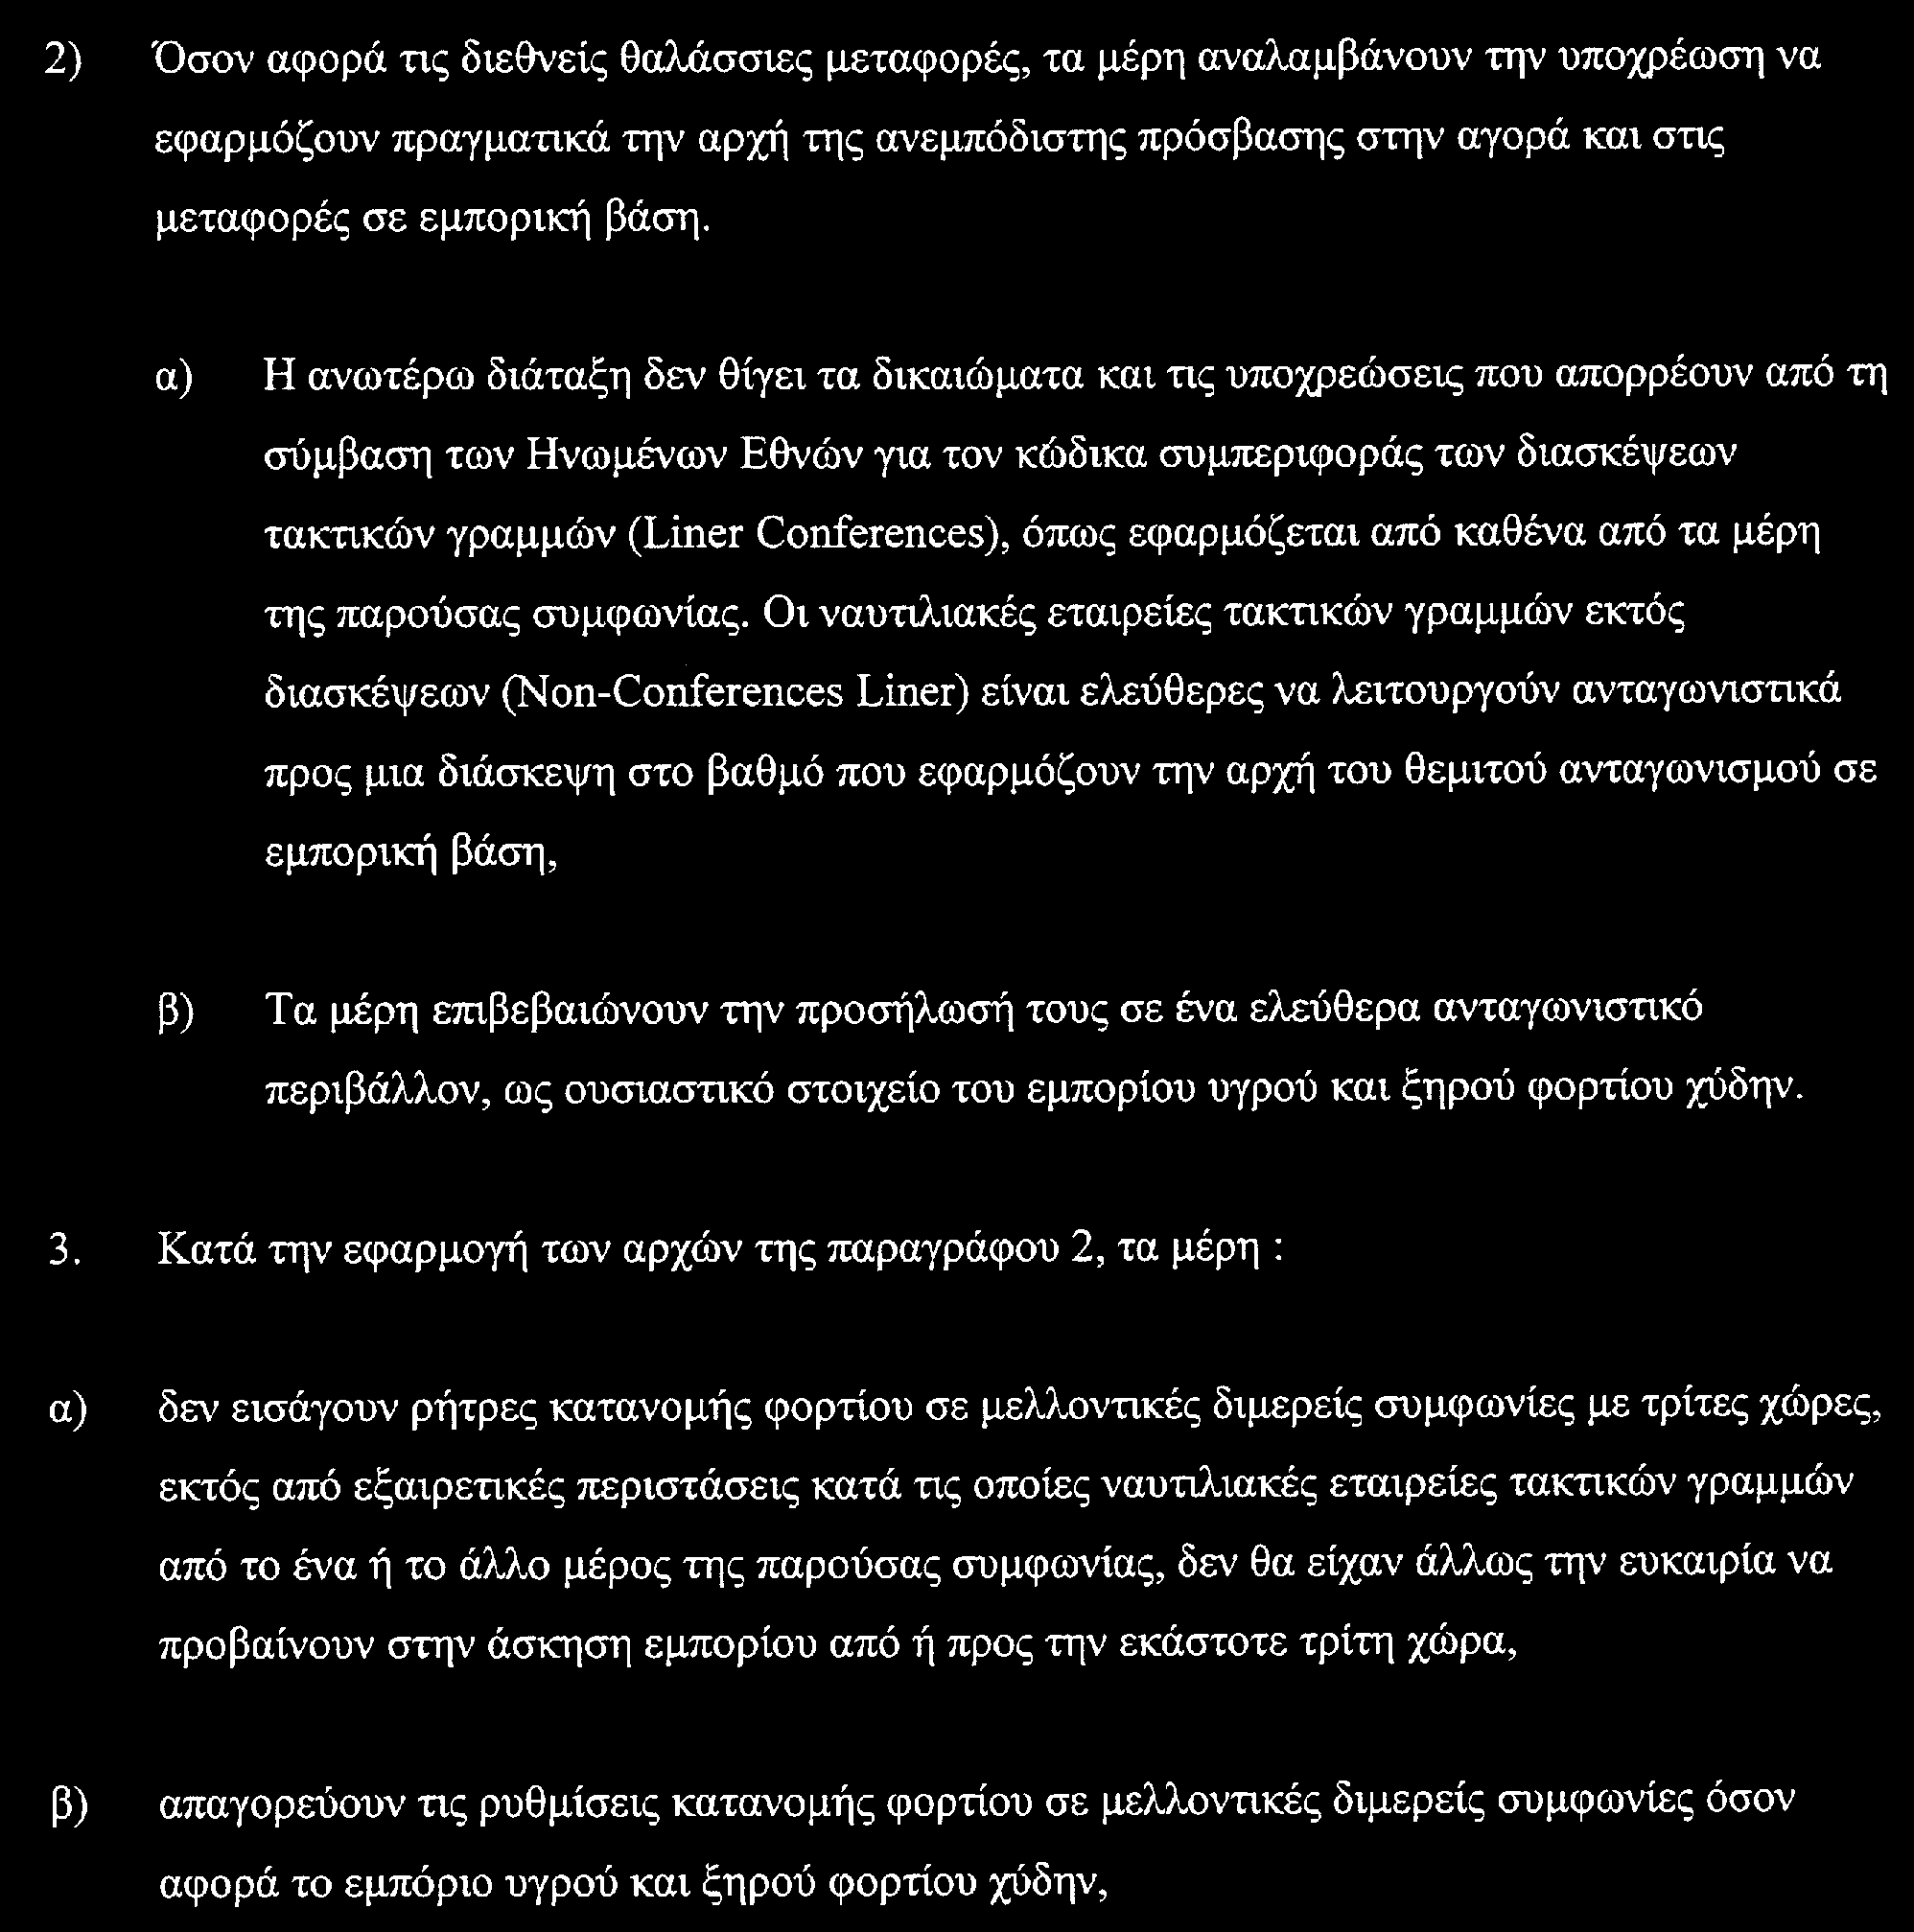 2) Όσον αφορά τις διεθνείς θαλάσσιες μεταφορές, τα μέρη αναλαμβάνουν την υποχρέωση να
εφαρμόζουν πραγματικά την αρχή της ανεμπόδιστης πρόσβασης στην αγορά και στις
μεταφορές σε εμπορική βάση.
α) Η ανωτέρω διάταξη δεν θίγει τα δικαιώματα και τις υποχρεώσεις που απορρέουν από τη
σύμβαση των Ηνωμένων Εθνών για τον κώδικα συμπεριφοράς των διασκέψεων
τακτικών γραμμών (Liner Conferences), όπως εφαρμόζεται από καθένα από τα μέρη
της παρούσας συμφωνίας. Οι ναυτιλιακές εταιρείες τακτικών γραμμών εκτός
διασκέψεων (Non-Conferences Liner) είναι ελεύθερες να λειτουργούν ανταγωνιστικά
προς μια διάσκεψη στο βαθμό που εφαρμόζουν την αρχή του θεμιτού ανταγωνισμού σε
εμπορική βάση,
β) Τα μέρη επιβεβαιώνουν την προσήλωσή τους σε ένα ελεύθερα ανταγωνιστικό
περιβάλλον, ως ουσιαστικό στοιχείο του εμπορίου υγρού και ξηρού φορτίου χύδην.
3. Κατά την εφαρμογή των αρχών της παραγράφου 2, τα μέρη :
α) δεν εισάγουν ρήτρες κατανομής φορτίου σε μελλοντικές διμερείς συμφωνίες με τρίτες χώρες,
εκτός από εξαιρετικές περιστάσεις κατά τις οποίες ναυτιλιακές εταιρείες τακτικών γραμμών
από το ένα ή το άλλο μέρος της παρούσας συμφωνίας, δεν θα είχαν άλλως την ευκαιρία να
προβαίνουν στην άσκηση εμπορίου από ή προς την εκάστοτε τρίτη χώρα,
β) απαγορεύουν τις ρυθμίσεις κατανομής φορτίου σε μελλοντικές διμερείς συμφωνίες όσον
αφορά το εμπόριο υγρού και ξηρού φορτίου χύδην,